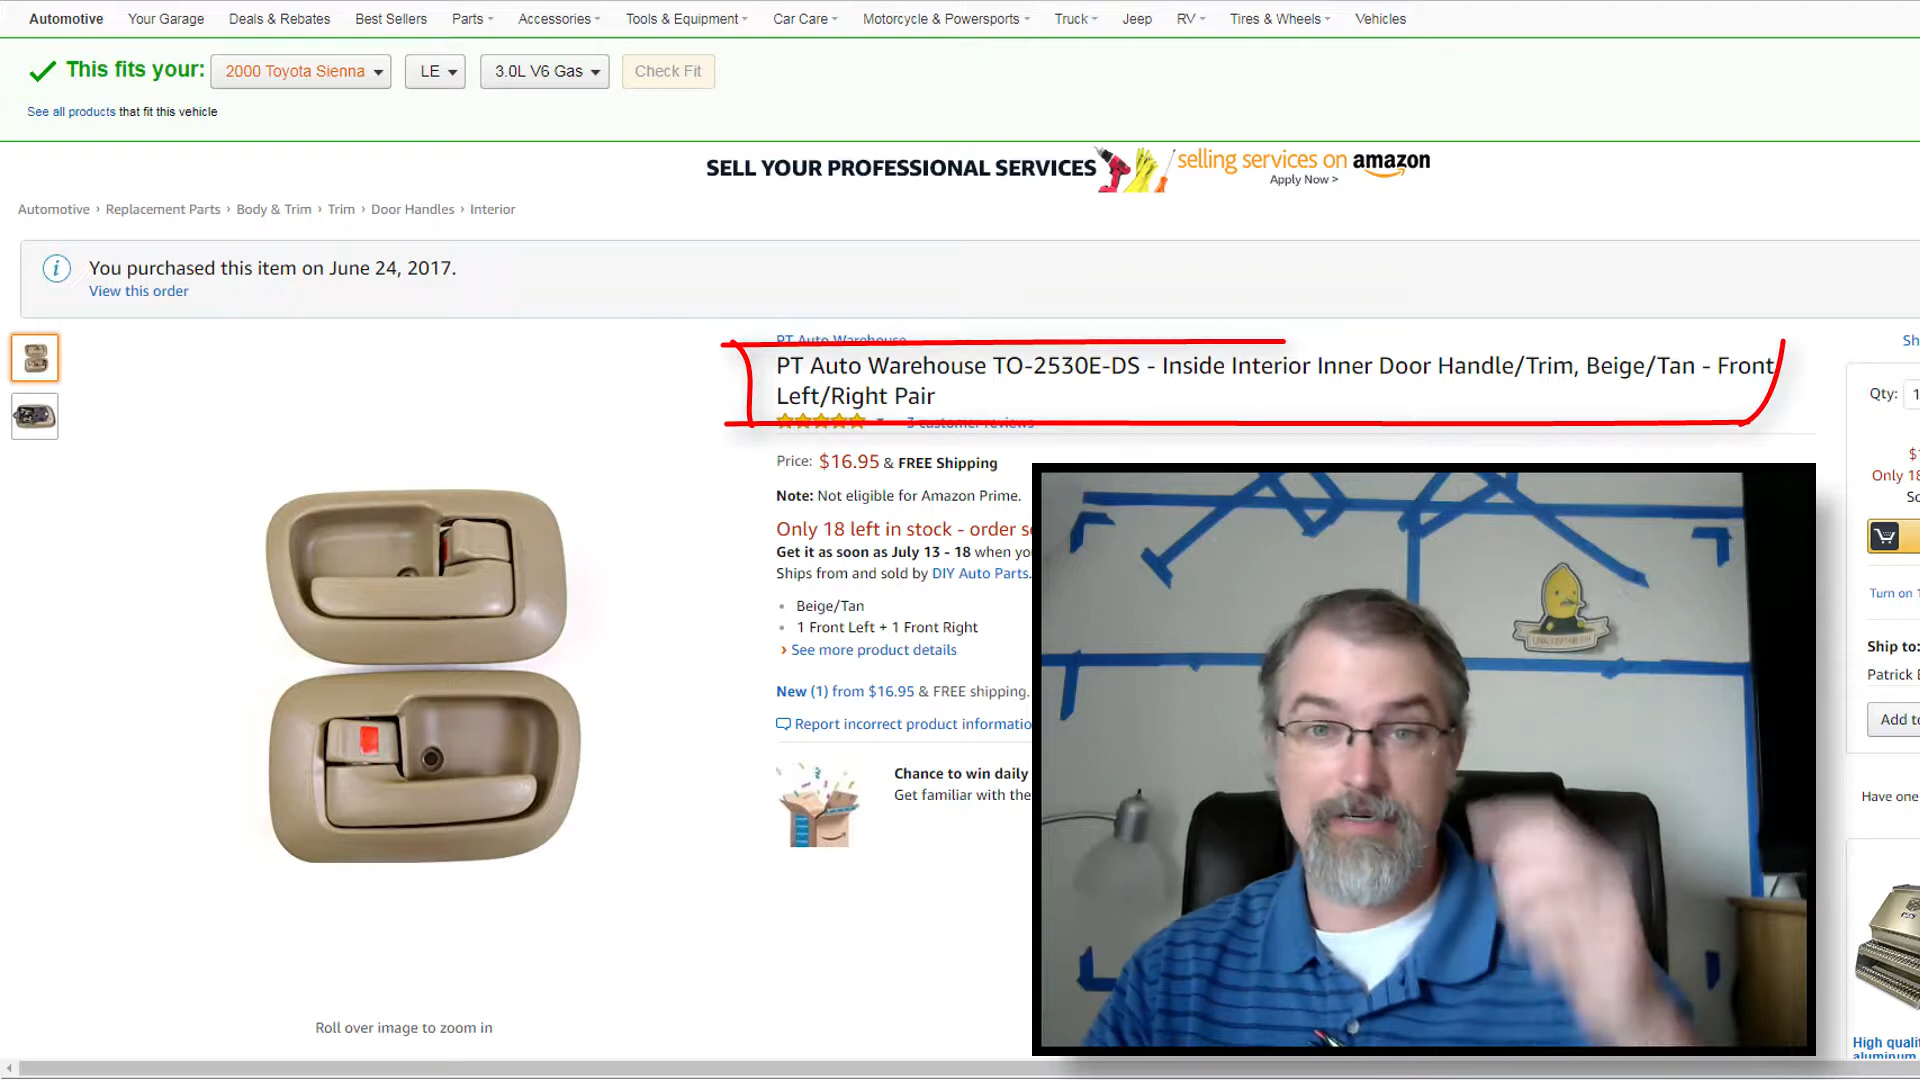 Automotive Your Garage Deals & Rebates Best Sellers Parts Accessories Tools & Equipment Car Care Motorcycle & Powersports Truck Jeep RV Tires & Wheels Vehicles
This fits your: 2000 Toyota Sienna LE 3.0L V6 Gas Check Fit
See all products that fit this vehicle
SELL YOUR PROFESSIONAL SERVICES selling services on amazon
Apply Now >
Automotive › Replacement Parts › Body & Trim › Trim › Door Handles › Interior
You purchased this item on June 24, 2017.
View this order
PT Auto Warehouse
PT Auto Warehouse TO-2530E-DS - Inside Interior Inner Door Handle/Trim, Beige/Tan - Front
Left/Right Pair
3 customer reviews
Price: $16.95 & FREE Shipping
Note: Not eligible for Amazon Prime.
Only 18 left in stock - order
Get it as soon as July 13 - 18 when
Ships from and sold by DIY Auto Parts.
Beige/Tan
1 Front Left + 1 Front Right
› See more product details
New (1) from $16.95 & FREE shipping.
Report incorrect product
Chance to win daily
Get familiar with the
Roll over image to zoom in
Qty: 1
Only 18
Turn on
Ship to:
Patrick
Add to
Have one
High
aluminum